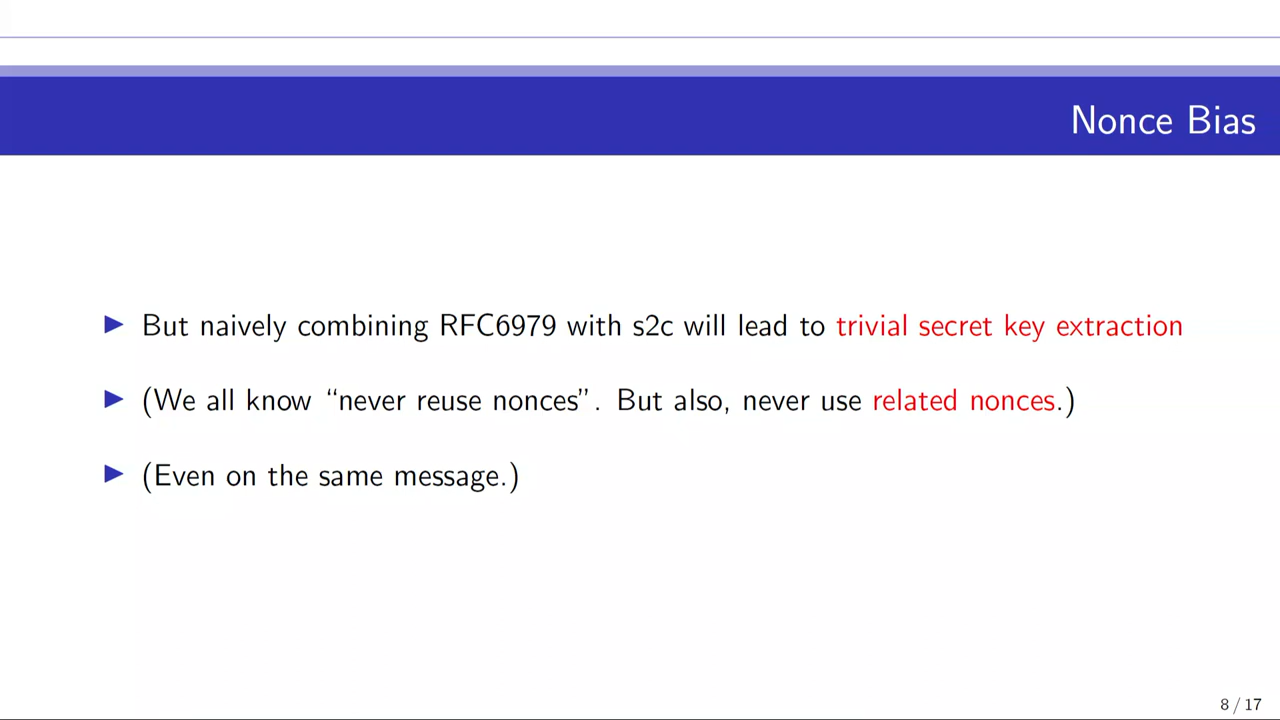 Nonce Bias
▶ But naively combining RFC6979 with s2c will lead to trivial secret key extraction
▶ (We all know “never reuse nonces”. But also, never use related nonces.)
▶ (Even on the same message.)
8 / 17